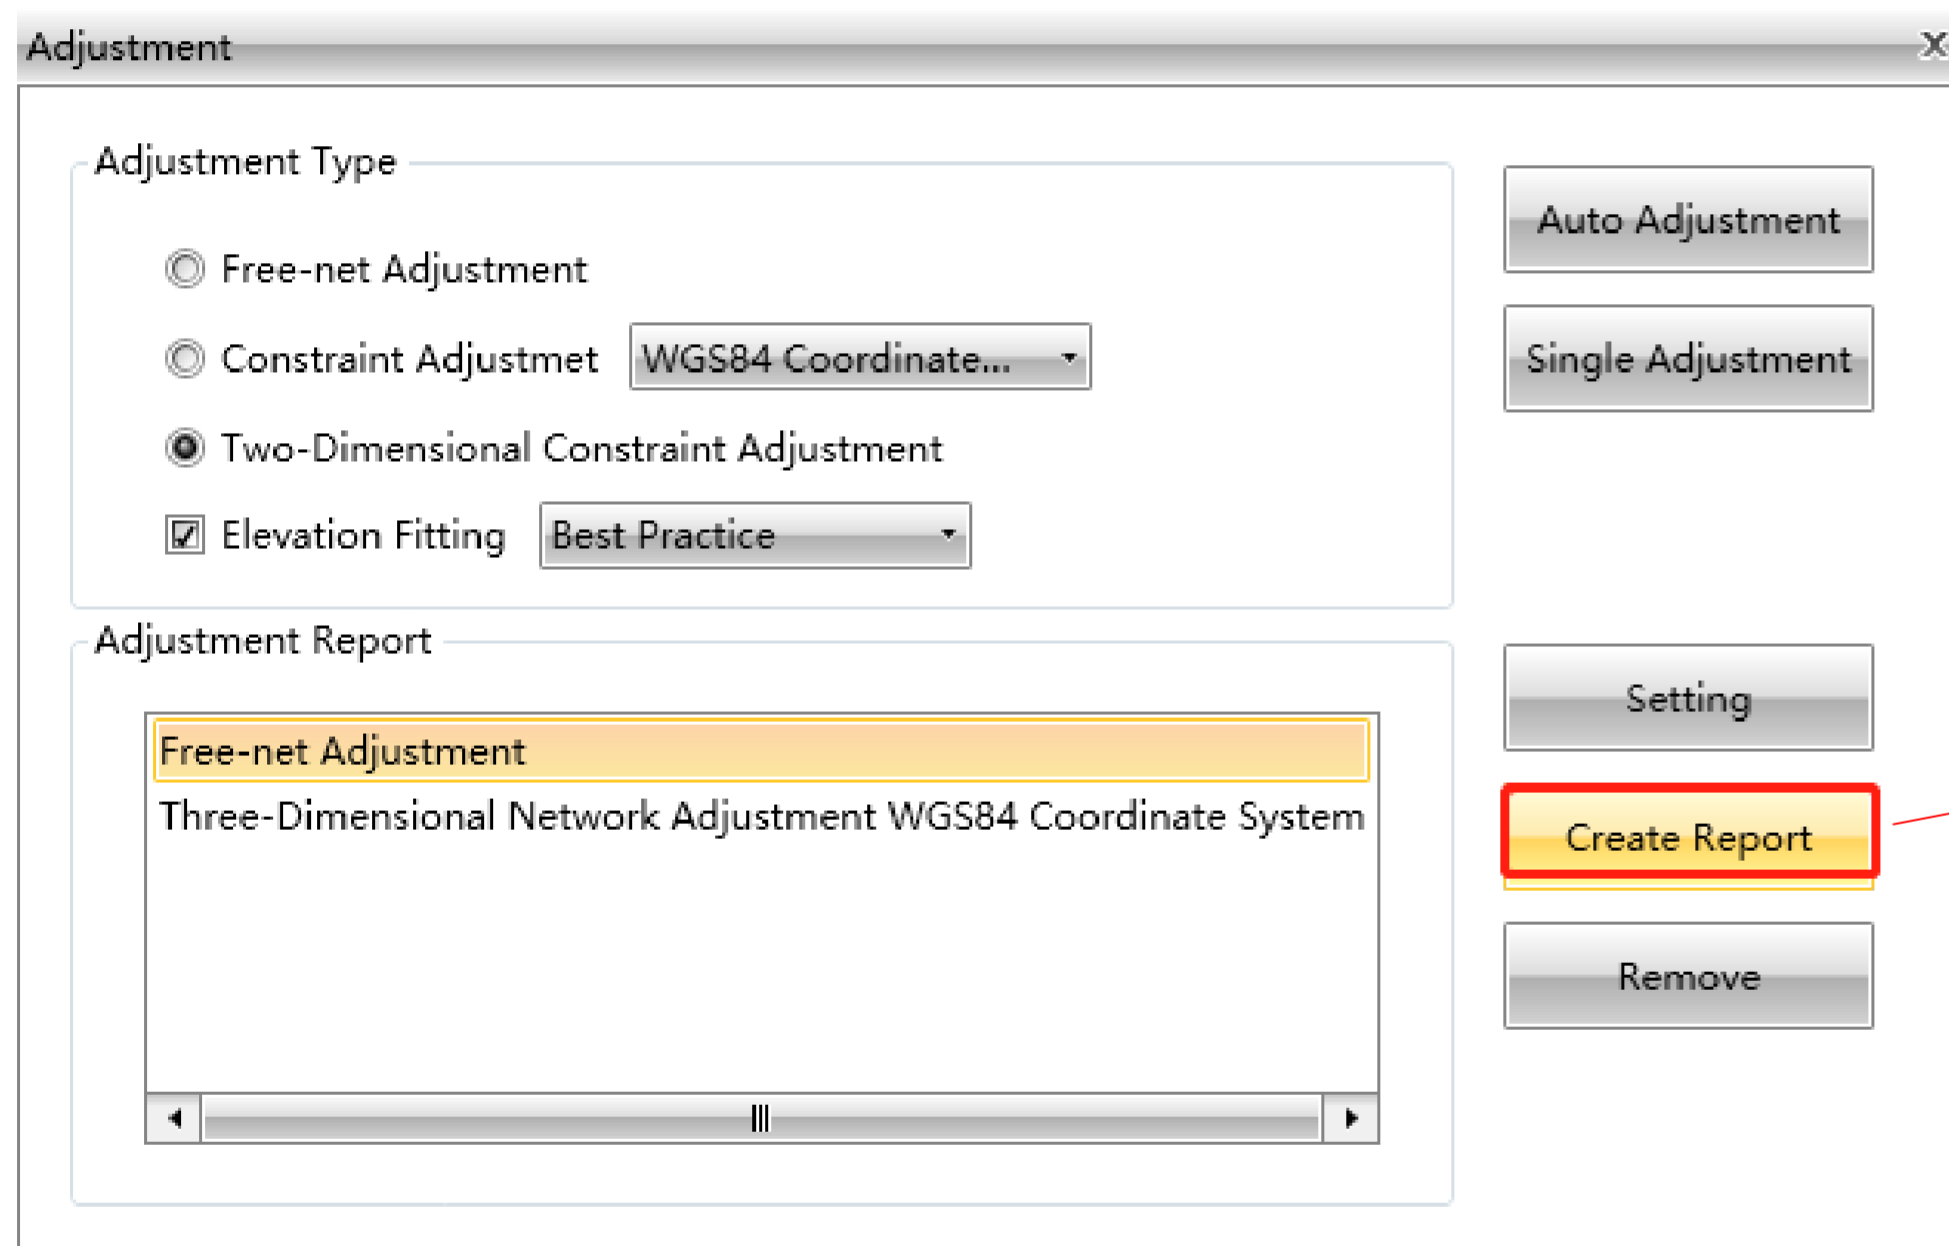 Adjustment
Adjustment Type
Free-net Adjustment
Constraint Adjustmet WGS84 Coordinate...
Two-Dimensional Constraint Adjustment
Elevation Fitting Best Practice
Auto Adjustment
Single Adjustment
Adjustment Report
Free-net Adjustment
Three-Dimensional Network Adjustment WGS84 Coordinate System
Setting
Create Report
Remove